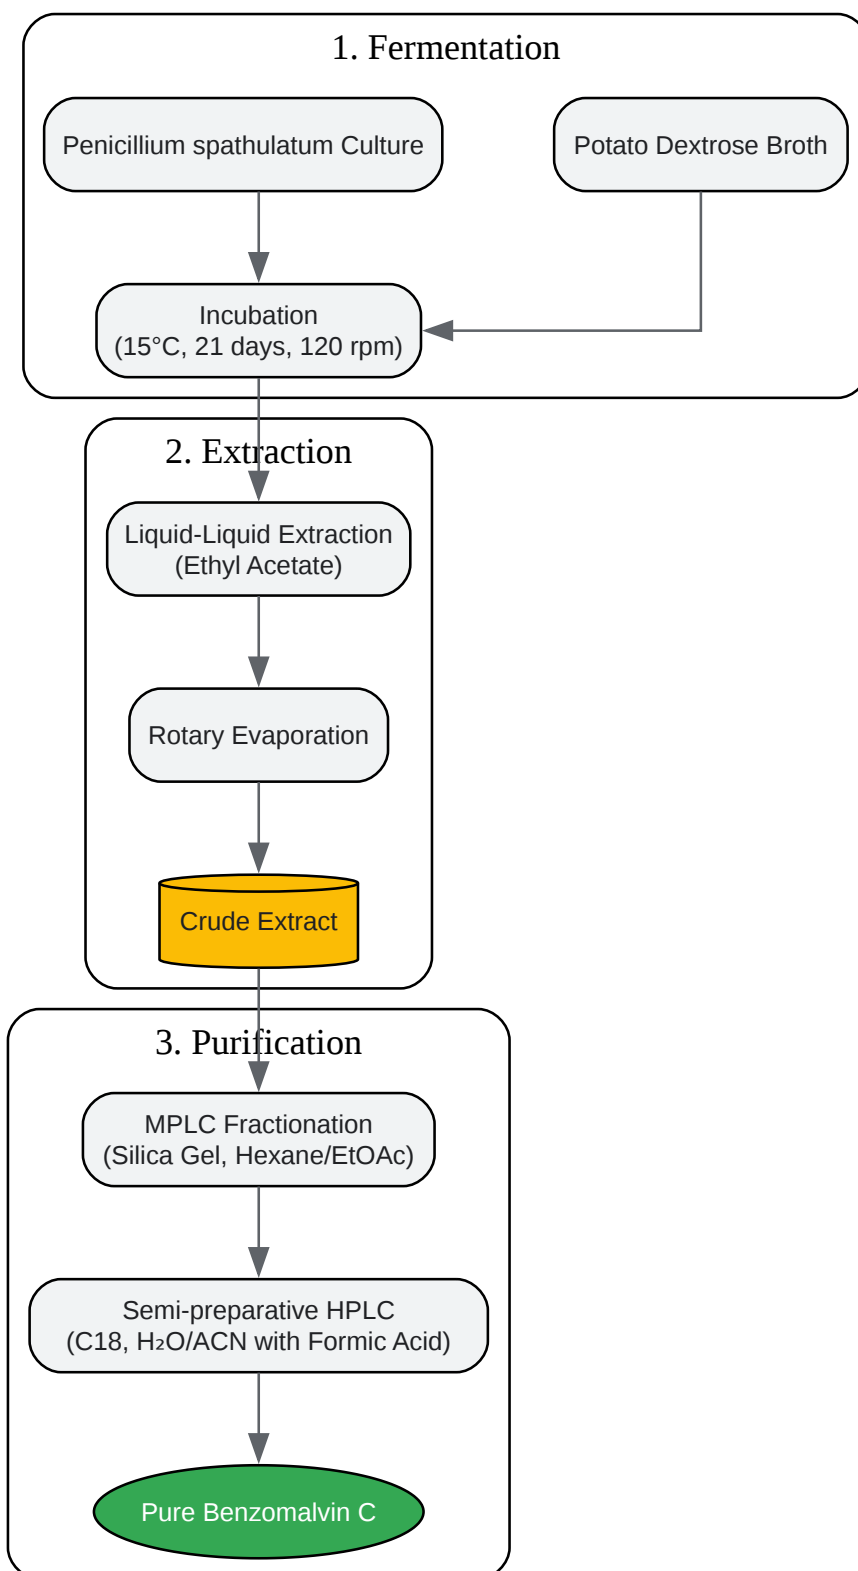 1. Fermentation
Penicillium spathulatum Culture
Potato Dextrose Broth
Incubation
(15°C, 21 days, 120 rpm)
2. Extraction
Liquid-Liquid Extraction
(Ethyl Acetate)
Rotary Evaporation
Crude Extract
3. Purification
MPLC Fractionation
(Silica Gel, Hexane/EtOAc)
Semi-preparative HPLC
(C18, H₂O/ACN with Formic Acid)
Pure Benzomalvin C